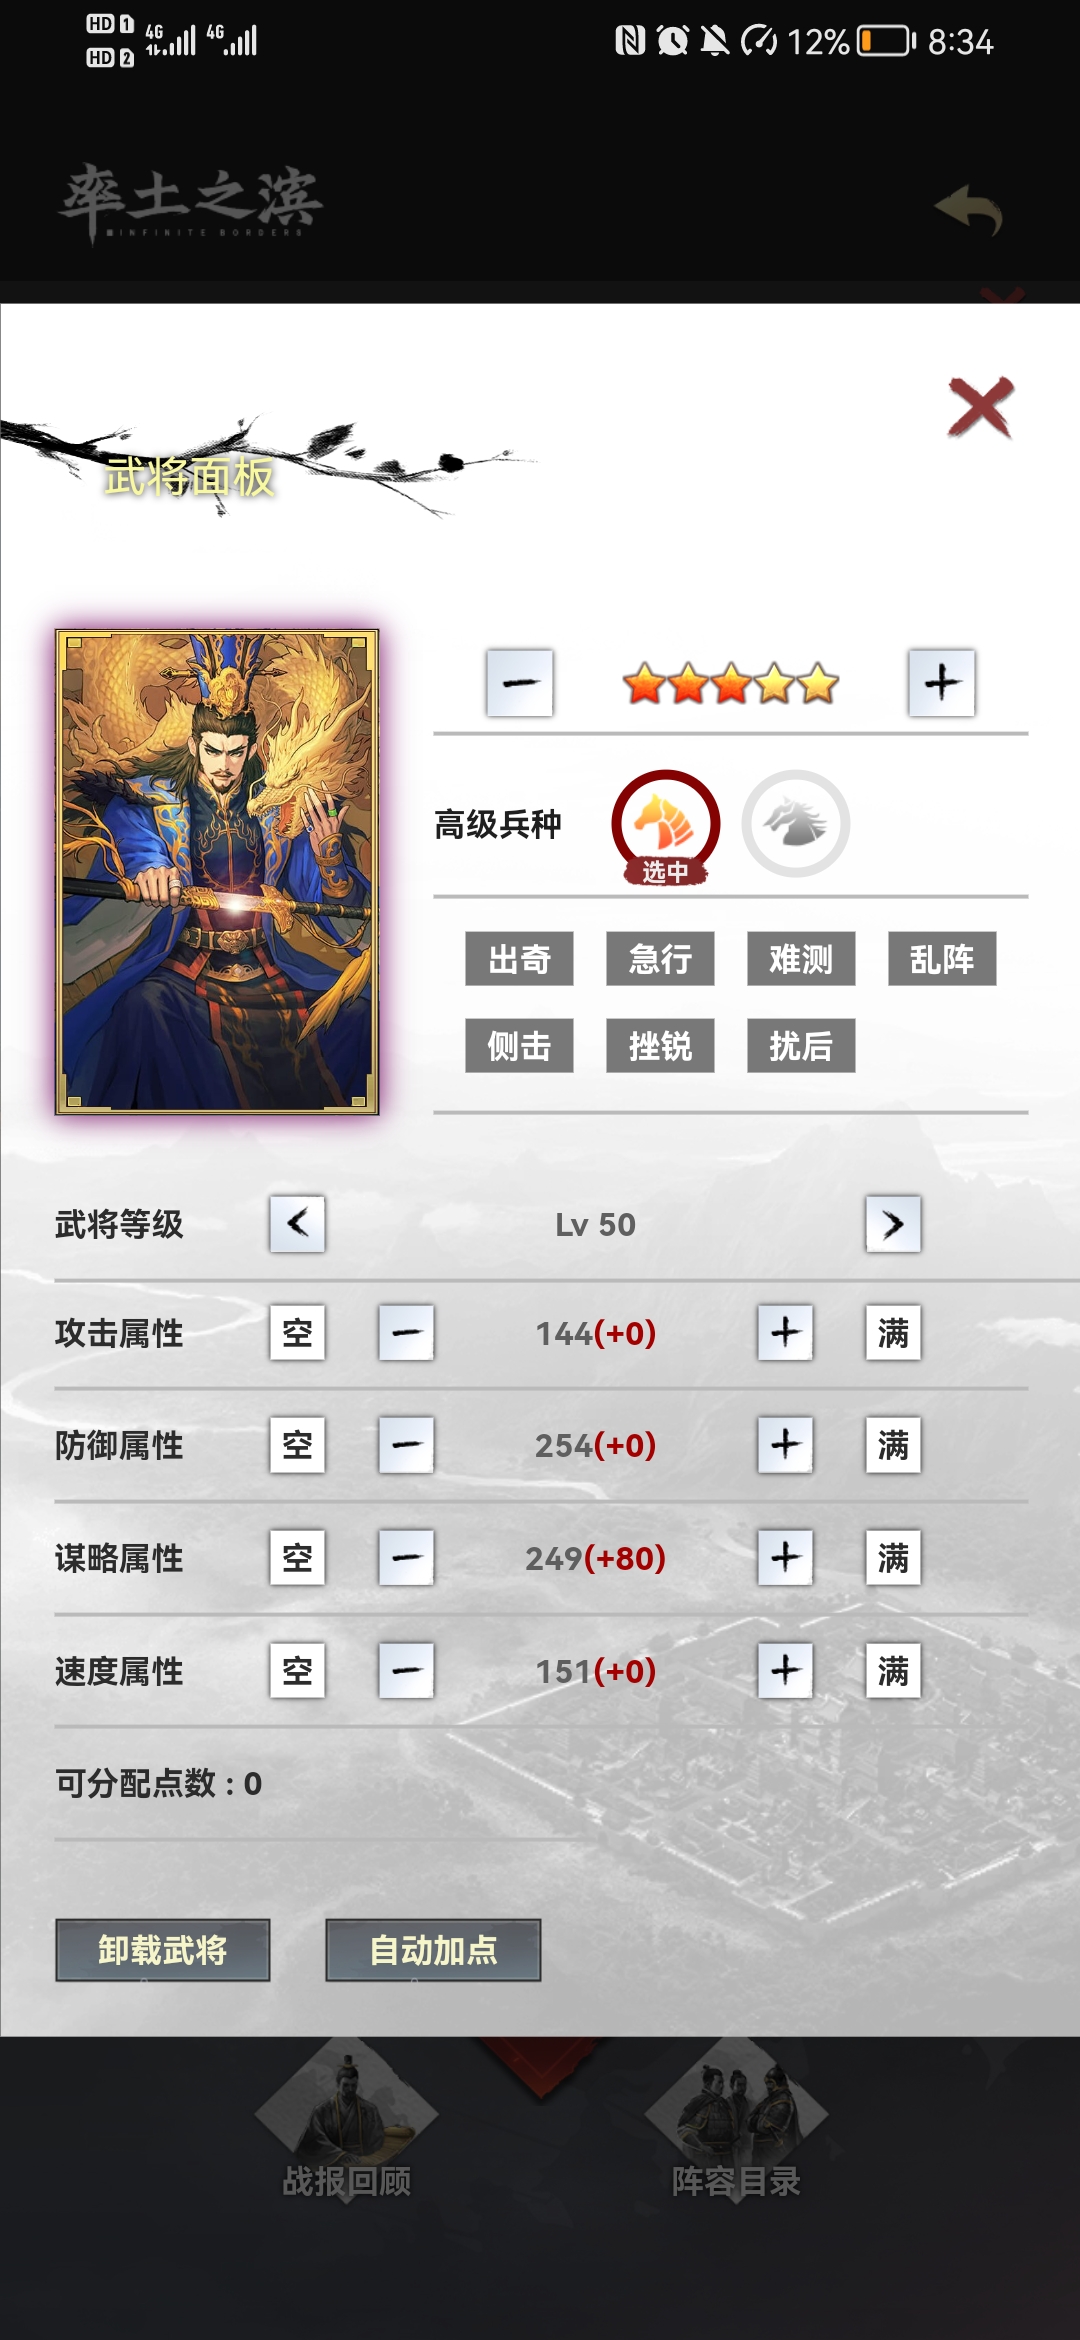 HD 1 4G 4G 12% 8:34
HD 2
率土之滨
INFINITE BORDERS
武将面板
高级兵种
选中
出奇 急行 难测 乱阵
侧击 挫锐 扰后
武将等级 Lv 50
攻击属性 空 144(+0) 满
防御属性 空 254(+0) 满
谋略属性 空 249(+80) 满
速度属性 空 151(+0) 满
可分配点数 : 0
卸载武将 自动加点
战报回顾 阵容目录